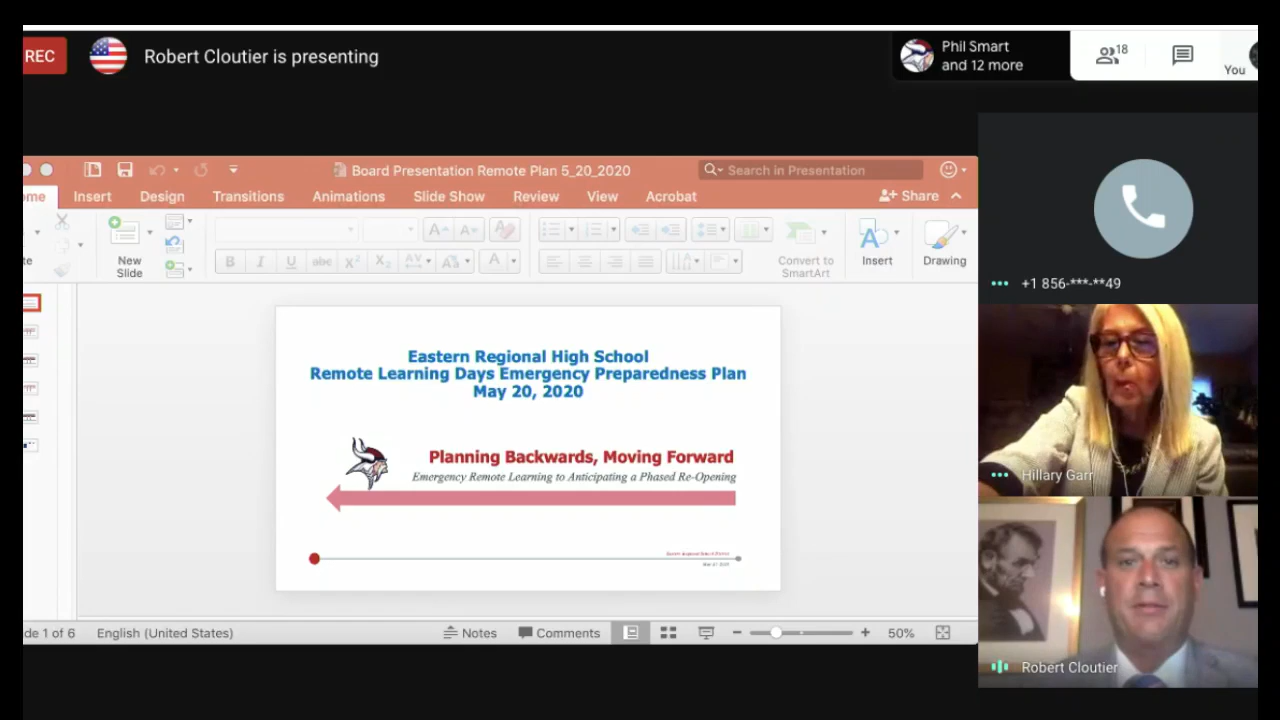 REC
Robert Cloutier is presenting
Phil Smart
and 12 more
18
You
Board Presentation Remote Plan 5_20_2020
Search in Presentation
ome
Insert
Design
Transitions
Animations
Slide Show
Review
View
Acrobat
Share
New
Slide
Convert to
SmartArt
Insert
Drawing
+1 856-***-**49
Eastern Regional High School
Remote Learning Days Emergency Preparedness Plan
May 20, 2020
Planning Backwards, Moving Forward
Emergency Remote Learning to Anticipating a Phased Re-Opening
Hillary Garr
Robert Cloutier
de 1 of 6
English (United States)
Notes
Comments
50%